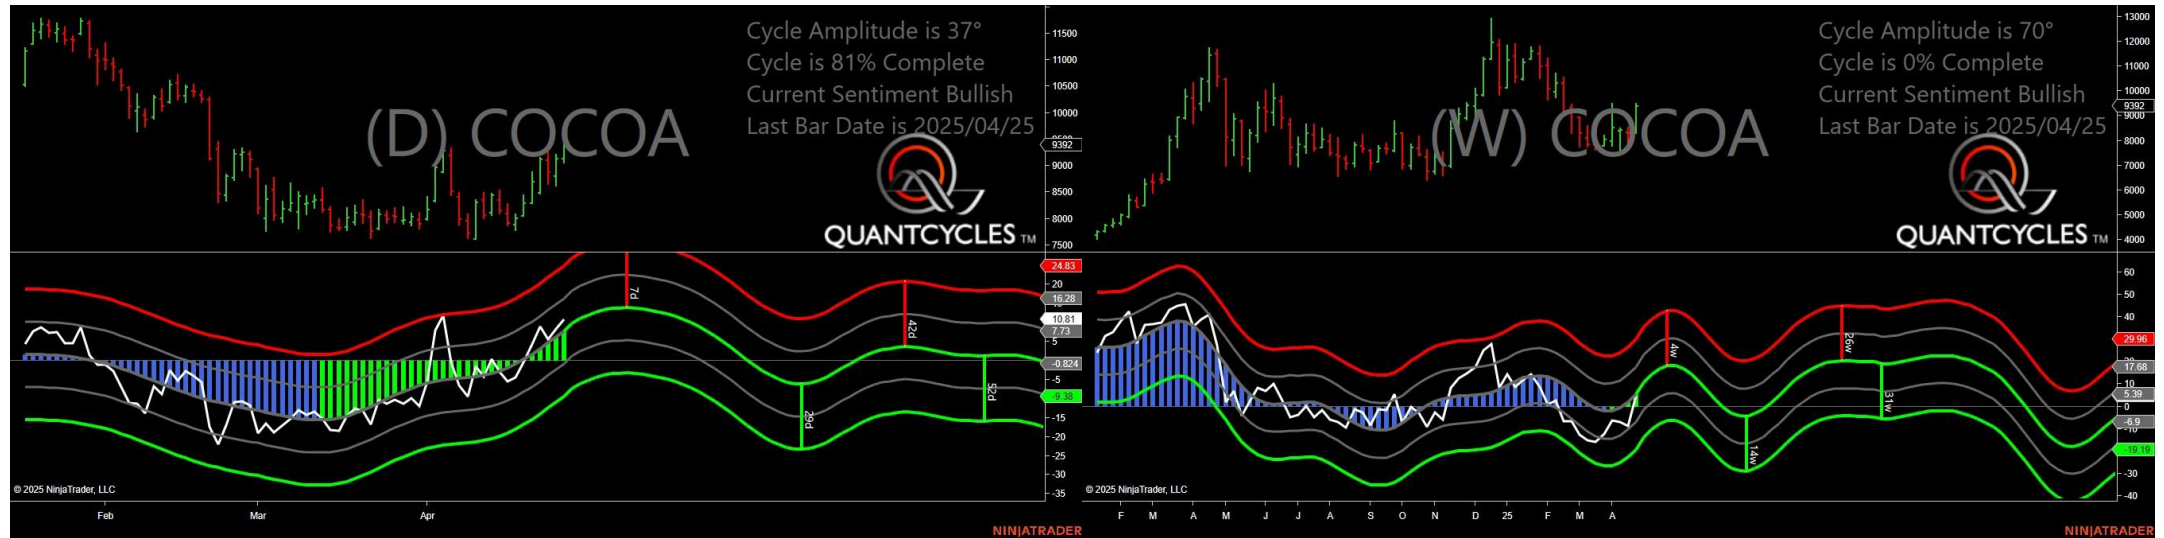 Cycle Amplitude is 37°
Cycle is 81% Complete
Current Sentiment Bullish
Last Bar Date is 2025/04/25
(D) COCOA
QUANTCYCLES TM
11500
11000
10500
10000
9392
9000
8500
8000
7500
24.83
20
16.28
10.81
7.73
5
-0.824
-5
-9.38
-15
-20
-25
-30
-35
7d
42d
28d
52d
© 2025 NinjaTrader, LLC
Feb Mar Apr
NINJATRADER
Cycle Amplitude is 70°
Cycle is 0% Complete
Current Sentiment Bullish
Last Bar Date is 2025/04/25
(W) COCOA
QUANTCYCLES TM
13000
12000
11000
10000
9392
8000
7000
6000
5000
4000
60
50
40
29.96
17.68
10
5.39
0
-6.9
-19.19
-30
-40
4w
26w
31w
14w
© 2025 NinjaTrader, LLC
F M A M J J A S O N D 25 F M A
NINJATRADER